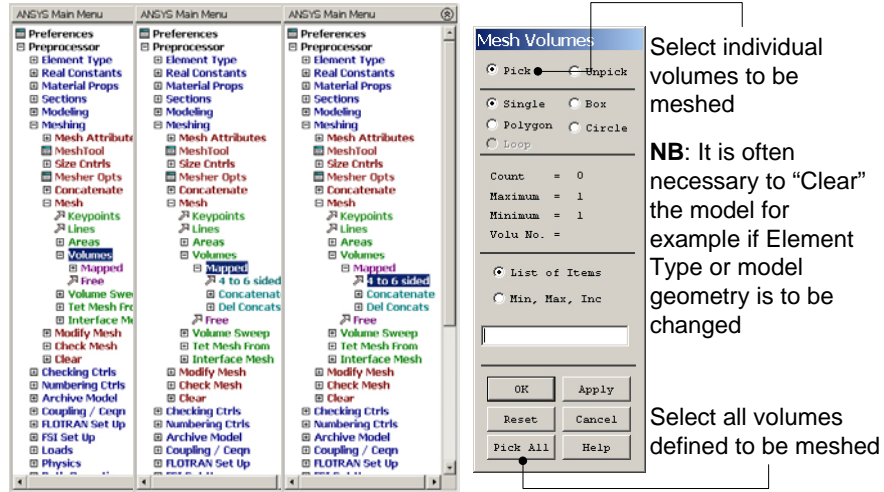 ANSYS Main Menu
Preferences
Preprocessor
Element Type
Real Constants
Material Props
Sections
Modeling
Meshing
Mesh Attribute
MeshTool
Size Cntrls
Mesher Opts
Concatenate
Mesh
Keypoints
Lines
Areas
Volumes
Mapped
Free
Volume Swe
Tet Mesh Fr
Interface M
Modify Mesh
Check Mesh
Clear
Checking Ctrls
Numbering Ctrls
Archive Model
Coupling / Ceqn
FLOTRAN Set Up
FSI Set Up
Loads
Physics
ANSYS Main Menu
Preferences
Preprocessor
Element Type
Real Constants
Material Props
Sections
Modeling
Meshing
Mesh Attributes
MeshTool
Size Cntrls
Mesher Opts
Concatenate
Mesh
Keypoints
Lines
Areas
Volumes
Mapped
4 to 6 sided
Concatenat
Del Concats
Free
Volume Sweep
Tet Mesh From
Interface Mesh
Modify Mesh
Check Mesh
Clear
Checking Ctrls
Numbering Ctrls
Archive Model
Coupling / Ceqn
FLOTRAN Set Up
ANSYS Main Menu
Preferences
Preprocessor
Element Type
Real Constants
Material Props
Sections
Modeling
Meshing
Mesh Attributes
MeshTool
Size Cntrls
Mesher Opts
Concatenate
Mesh
Keypoints
Lines
Areas
Volumes
Mapped
4 to 6 sided
Concatenate
Del Concats
Free
Volume Sweep
Tet Mesh From
Interface Mesh
Modify Mesh
Check Mesh
Clear
Checking Ctrls
Numbering Ctrls
Archive Model
Coupling / Ceqn
FLOTRAN Set Up
Mesh Volumes
Pick Unpick
Single Box
Polygon Circle
Loop
Count = 0
Maximum = 1
Minimum = 1
Volu No. =
List of Items
Min, Max, Inc
OK Apply
Reset Cancel
Pick All Help
Select individual
volumes to be
meshed
NB: It is often
necessary to “Clear”
the model for
example if Element
Type or model
geometry is to be
changed
Select all volumes
defined to be meshed